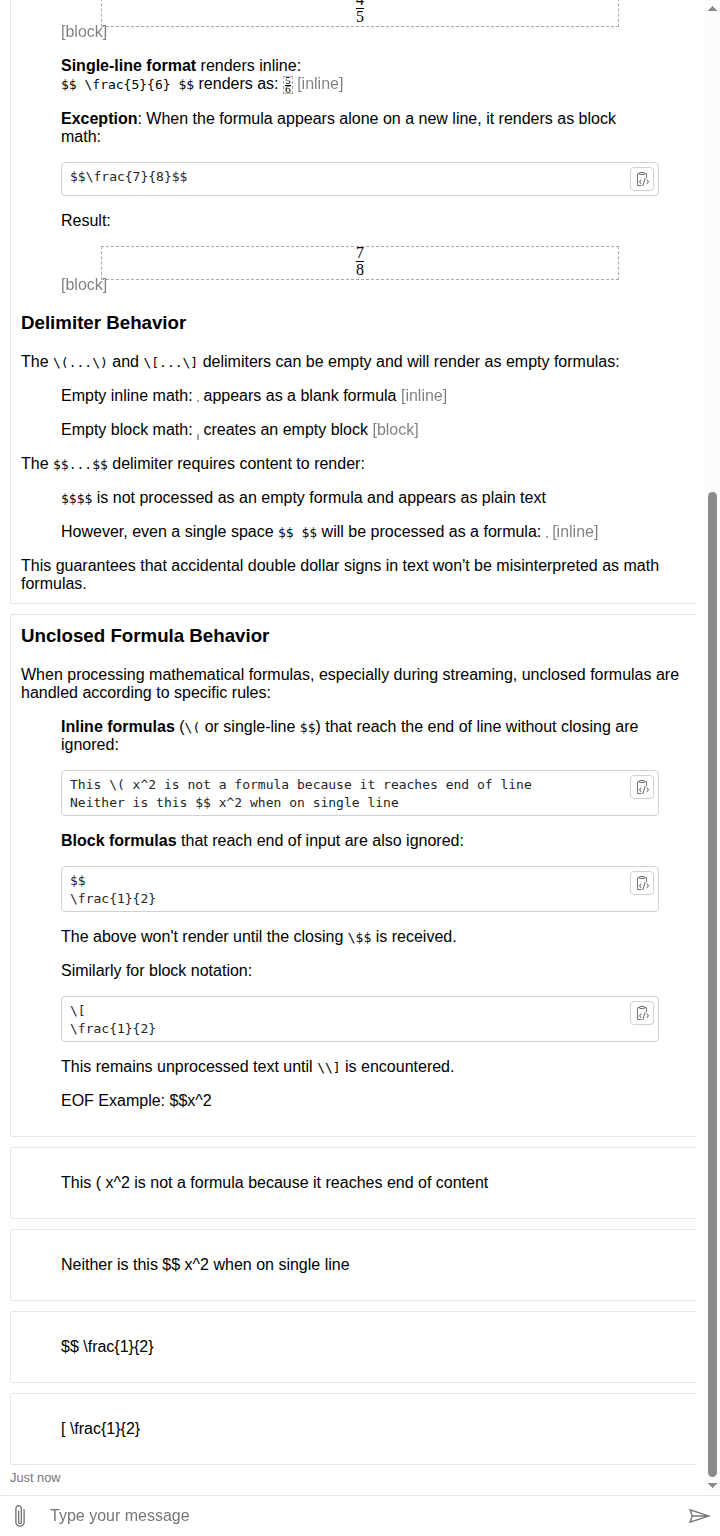 4
5
[block]
Single-line format renders inline:
$$ \frac{5}{6} $$ renders as: 5/6 [inline]
Exception: When the formula appears alone on a new line, it renders as block
math:
$$\frac{7}{8}$$
Result:
7
8
[block]
Delimiter Behavior
The \(...\) and \[...\] delimiters can be empty and will render as empty formulas:
Empty inline math: appears as a blank formula [inline]
Empty block math: creates an empty block [block]
The $$...$$ delimiter requires content to render:
$$$$ is not processed as an empty formula and appears as plain text
However, even a single space $$ $$ will be processed as a formula: [inline]
This guarantees that accidental double dollar signs in text won't be misinterpreted as math
formulas.
Unclosed Formula Behavior
When processing mathematical formulas, especially during streaming, unclosed formulas are
handled according to specific rules:
Inline formulas (\( or single-line $$) that reach the end of line without closing are
ignored:
This \( x^2 is not a formula because it reaches end of line
Neither is this $$ x^2 when on single line
Block formulas that reach end of input are also ignored:
$$
\frac{1}{2}
The above won't render until the closing \$$ is received.
Similarly for block notation:
\[
\frac{1}{2}
This remains unprocessed text until \\] is encountered.
EOF Example: $$x^2
This ( x^2 is not a formula because it reaches end of content
Neither is this $$ x^2 when on single line
$$ \frac{1}{2}
[ \frac{1}{2}
Just now
Type your message